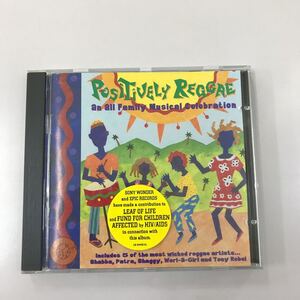 POSITIVELY REGGAE
An All Family Musical Celebration
SONY WONDER
and EPIC RECORDS
have made a contribution to
LEAF OF LIFE
and FUND FOR CHILDREN
AFFECTED by HIV/AIDS
in connection with
this album.
Includes 15 of the most wicked reggae artists...
Shabba, Patra, Shaggy, Worl-A-Girl and Tony Rebel